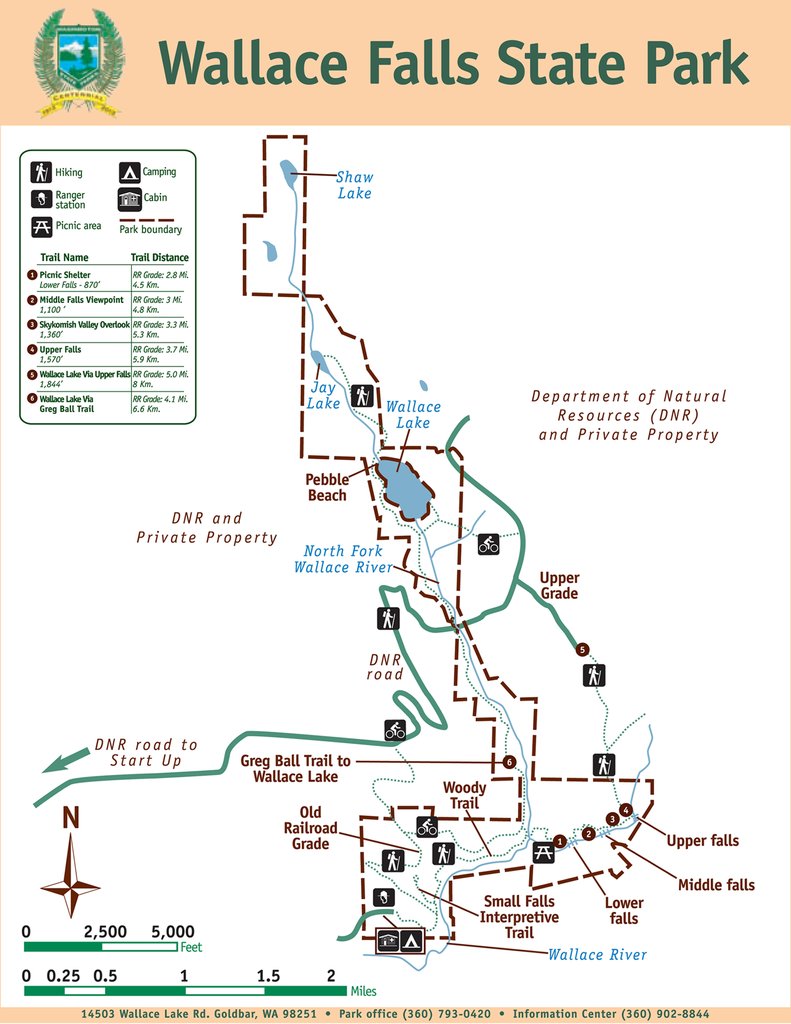 WASHINGTON
STATE PARKS
CENTENNIAL
1913 2013
Wallace Falls State Park
Hiking
Camping
Ranger
station
Cabin
Picnic area
Park boundary
Trail Name Trail Distance
1 Picnic Shelter RR Grade: 2.8 Mi.
Lower Falls - 870' 4.5 Km.
2 Middle Falls Viewpoint RR Grade: 3 Mi.
1,100 ' 4.8 Km.
3 Skykomish Valley Overlook RR Grade: 3.3 Mi.
1,360' 5.3 Km.
4 Upper Falls RR Grade: 3.7 Mi.
1,570' 5.9 Km.
5 Wallace Lake Via Upper Falls RR Grade: 5.0 Mi.
1,844' 8 Km.
6 Wallace Lake Via RR Grade: 4.1 Mi.
Greg Ball Trail 6.6 Km.
Shaw
Lake
Jay
Lake
Wallace
Lake
Department of Natural
Resources (DNR)
and Private Property
Pebble
Beach
DNR and
Private Property
North Fork
Wallace River
Upper
Grade
5
DNR
road
DNR road to
Start Up
Greg Ball Trail to
Wallace Lake
6
Woody
Trail
Old
Railroad
Grade
1
2
3
4
Upper falls
Middle falls
Lower
falls
Small Falls
Interpretive
Trail
Wallace River
N
0 2,500 5,000
Feet
0 0.25 0.5 1 1.5 2
Miles
14503 Wallace Lake Rd. Goldbar, WA 98251 • Park office (360) 793-0420 • Information Center (360) 902-8844